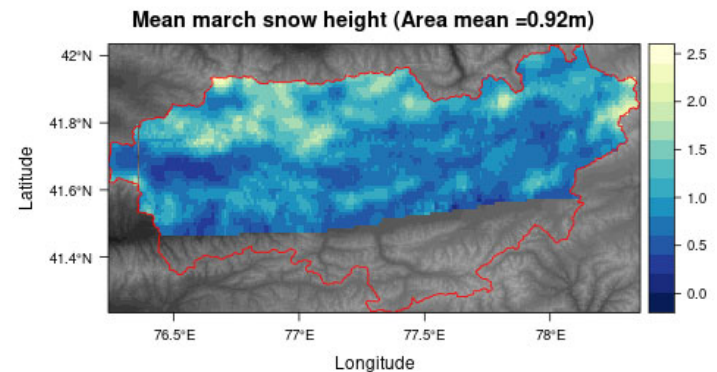 Mean march snow height (Area mean =0.92m)
42°N
41.8°N
41.6°N
41.4°N
Latitude
76.5°E 77°E 77.5°E 78°E
Longitude
2.5
2.0
1.5
1.0
0.5
0.0